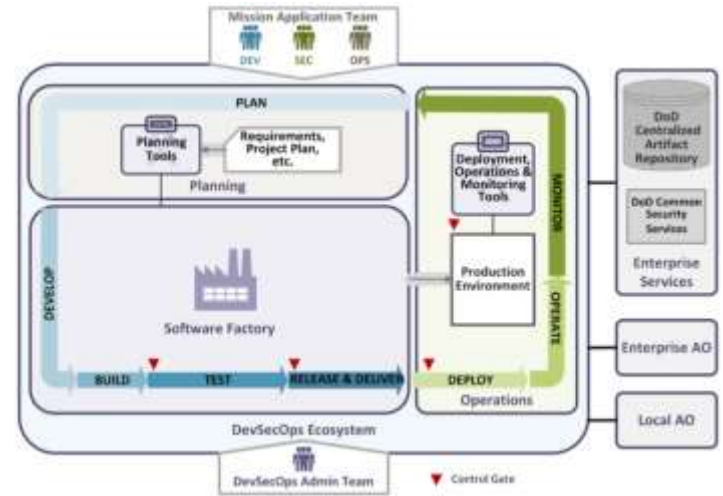 Mission Application Team
DEV
SEC
OPS
PLAN
Planning
Tools
Requirements,
Project Plan,
etc.
Planning
DEVELOP
Software Factory
BUILD
TEST
RELEASE & DELIVER
Deployment,
Operations &
Monitoring
Tools
Production
Environment
MONITOR
OPERATE
DEPLOY
Operations
DevSecOps Ecosystem
DevSecOps Admin Team
Control Gate
DoD
Centralized
Artifact
Repository
DoD Common
Security
Services
Enterprise
Services
Enterprise AO
Local AO